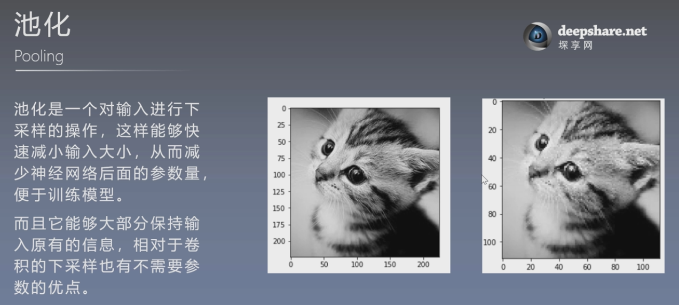 池化
Pooling
deepshare.net
深享网
池化是一个对输入进行下
采样的操作，这样能够快
速减小输入大小，从而减
少神经网络后面的参数量，
便于训练模型。
而且它能够大部分保持输
入原有的信息，相对于卷
积的下采样也有不需要参
数的优点。
0
25
50
75
100
125
150
175
200
0 50 100 150 200
0
20
40
60
80
100
0 20 40 60 80 100